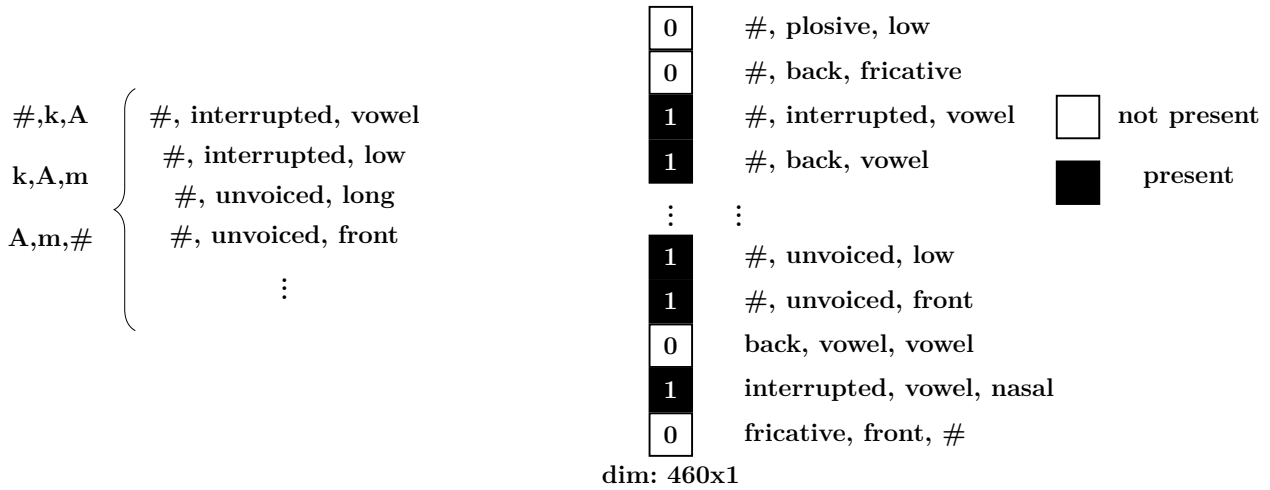 #,k,A
k,A,m
A,m,#
#, interrupted, vowel
#, interrupted, low
#, unvoiced, long
#, unvoiced, front
⋮
0 #, plosive, low
0 #, back, fricative
1 #, interrupted, vowel
1 #, back, vowel
⋮ ⋮
1 #, unvoiced, low
1 #, unvoiced, front
0 back, vowel, vowel
1 interrupted, vowel, nasal
0 fricative, front, #
dim: 460x1
not present
present